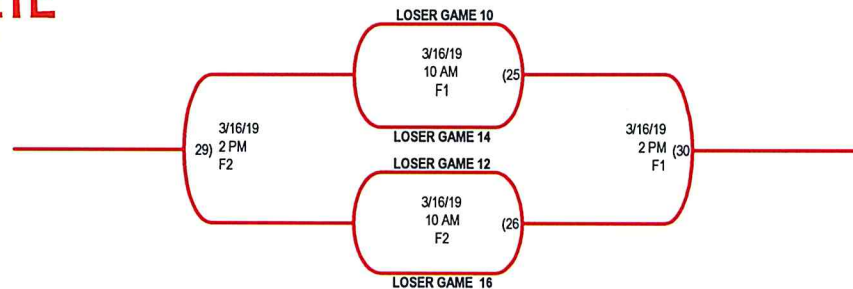 LOSER GAME 10
3/16/19
10 AM
F1
(25
LOSER GAME 14
3/16/19
2 PM
F2
29)
3/16/19
2 PM
F1
(30
LOSER GAME 12
3/16/19
10 AM
F2
(26
LOSER GAME 16